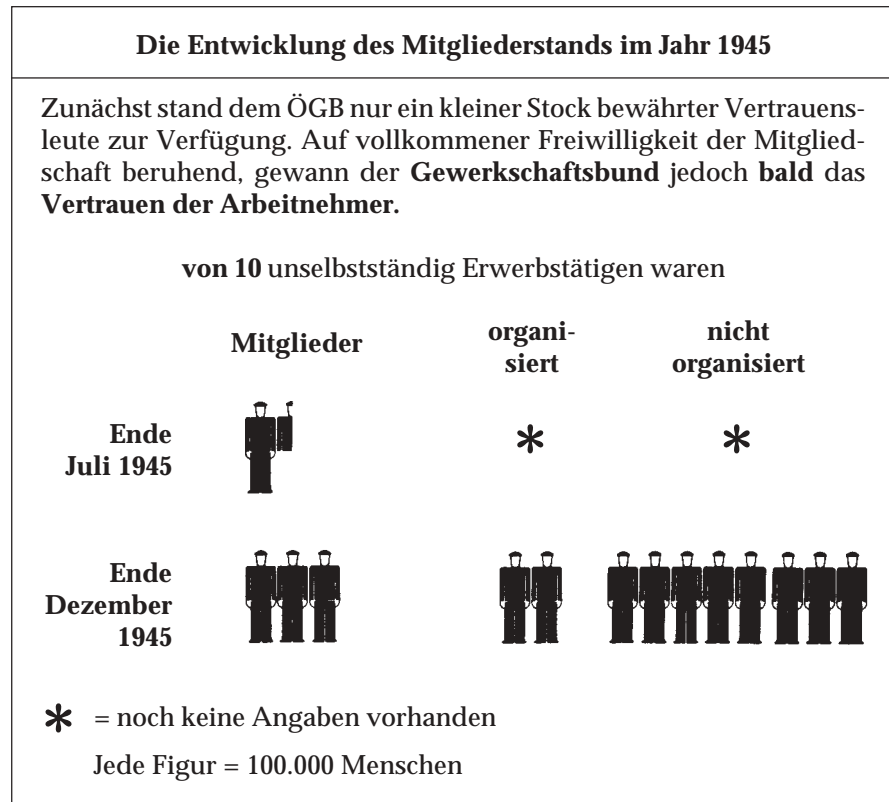 Die Entwicklung des Mitgliederstands im Jahr 1945
Zunächst stand dem ÖGB nur ein kleiner Stock bewährter Vertrauens-
leute zur Verfügung. Auf vollkommener Freiwilligkeit der Mitglied-
schaft beruhend, gewann der Gewerkschaftsbund jedoch bald das
Vertrauen der Arbeitnehmer.
von 10 unselbstständig Erwerbstätigen waren
Mitglieder
organi-
siert
nicht
organisiert
Ende
Juli 1945
*
*
Ende
Dezember
1945
* = noch keine Angaben vorhanden
Jede Figur = 100.000 Menschen